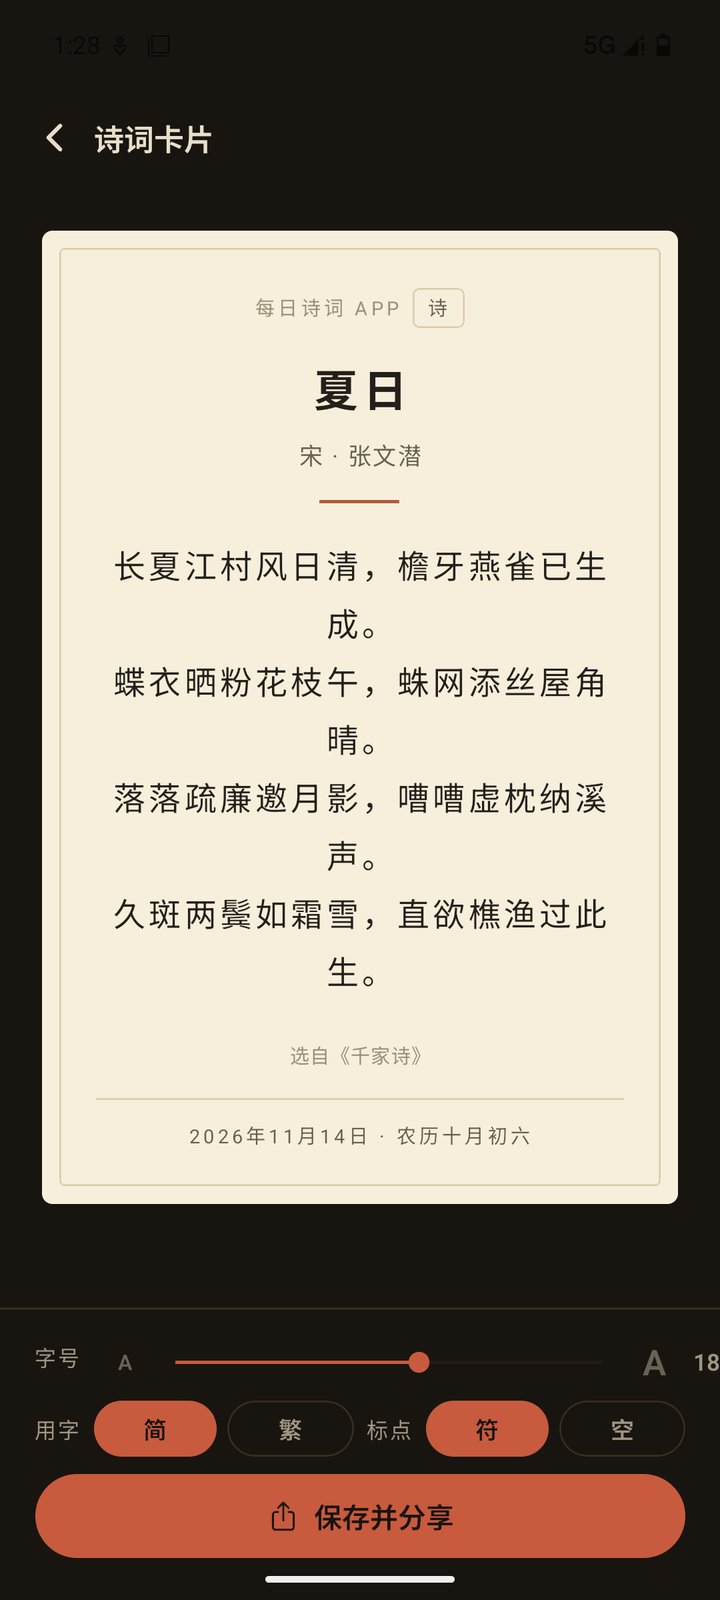 1:28 5G
诗词卡片
每日诗词 APP 诗
夏日
宋 · 张文潜
长夏江村风日清，檐牙燕雀已生
成。
蝶衣晒粉花枝午，蛛网添丝屋角
晴。
落落疏廉邀月影，嘈嘈虚枕纳溪
声。
久斑两鬓如霜雪，直欲樵渔过此
生。
选自《千家诗》
2026年11月14日 · 农历十月初六
字号 A A 18
用字 简 繁 标点 符 空
保存并分享